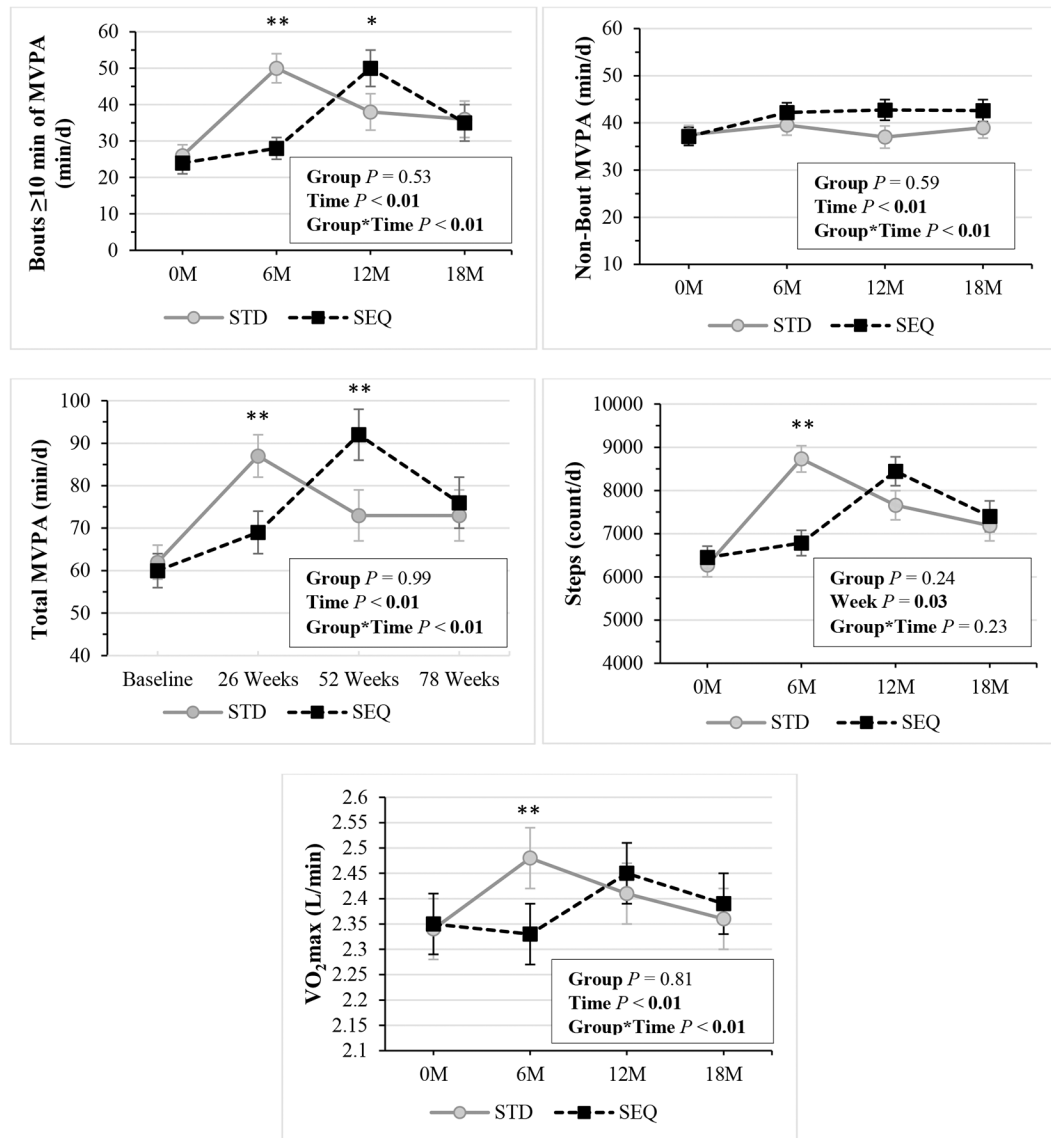 ** *
60
50
40
30
20
10
0
Bouts ≥10 min of MVPA
(min/d)
Group P = 0.53
Time P < 0.01
Group*Time P < 0.01
0M 6M 12M 18M
STD SEQ
60
50
40
30
20
10
Non-Bout MVPA (min/d)
Group P = 0.59
Time P < 0.01
Group*Time P < 0.01
0M 6M 12M 18M
STD SEQ
** **
100
90
80
70
60
50
40
Total MVPA (min/d)
Group P = 0.99
Time P < 0.01
Group*Time P < 0.01
Baseline 26 Weeks 52 Weeks 78 Weeks
STD SEQ
**
10000
9000
8000
7000
6000
5000
4000
Steps (count/d)
Group P = 0.24
Week P = 0.03
Group*Time P = 0.23
0M 6M 12M 18M
STD SEQ
**
2.6
2.55
2.5
2.45
2.4
2.35
2.3
2.25
2.2
2.15
2.1
VO₂max (L/min)
Group P = 0.81
Time P < 0.01
Group*Time P < 0.01
0M 6M 12M 18M
STD SEQ